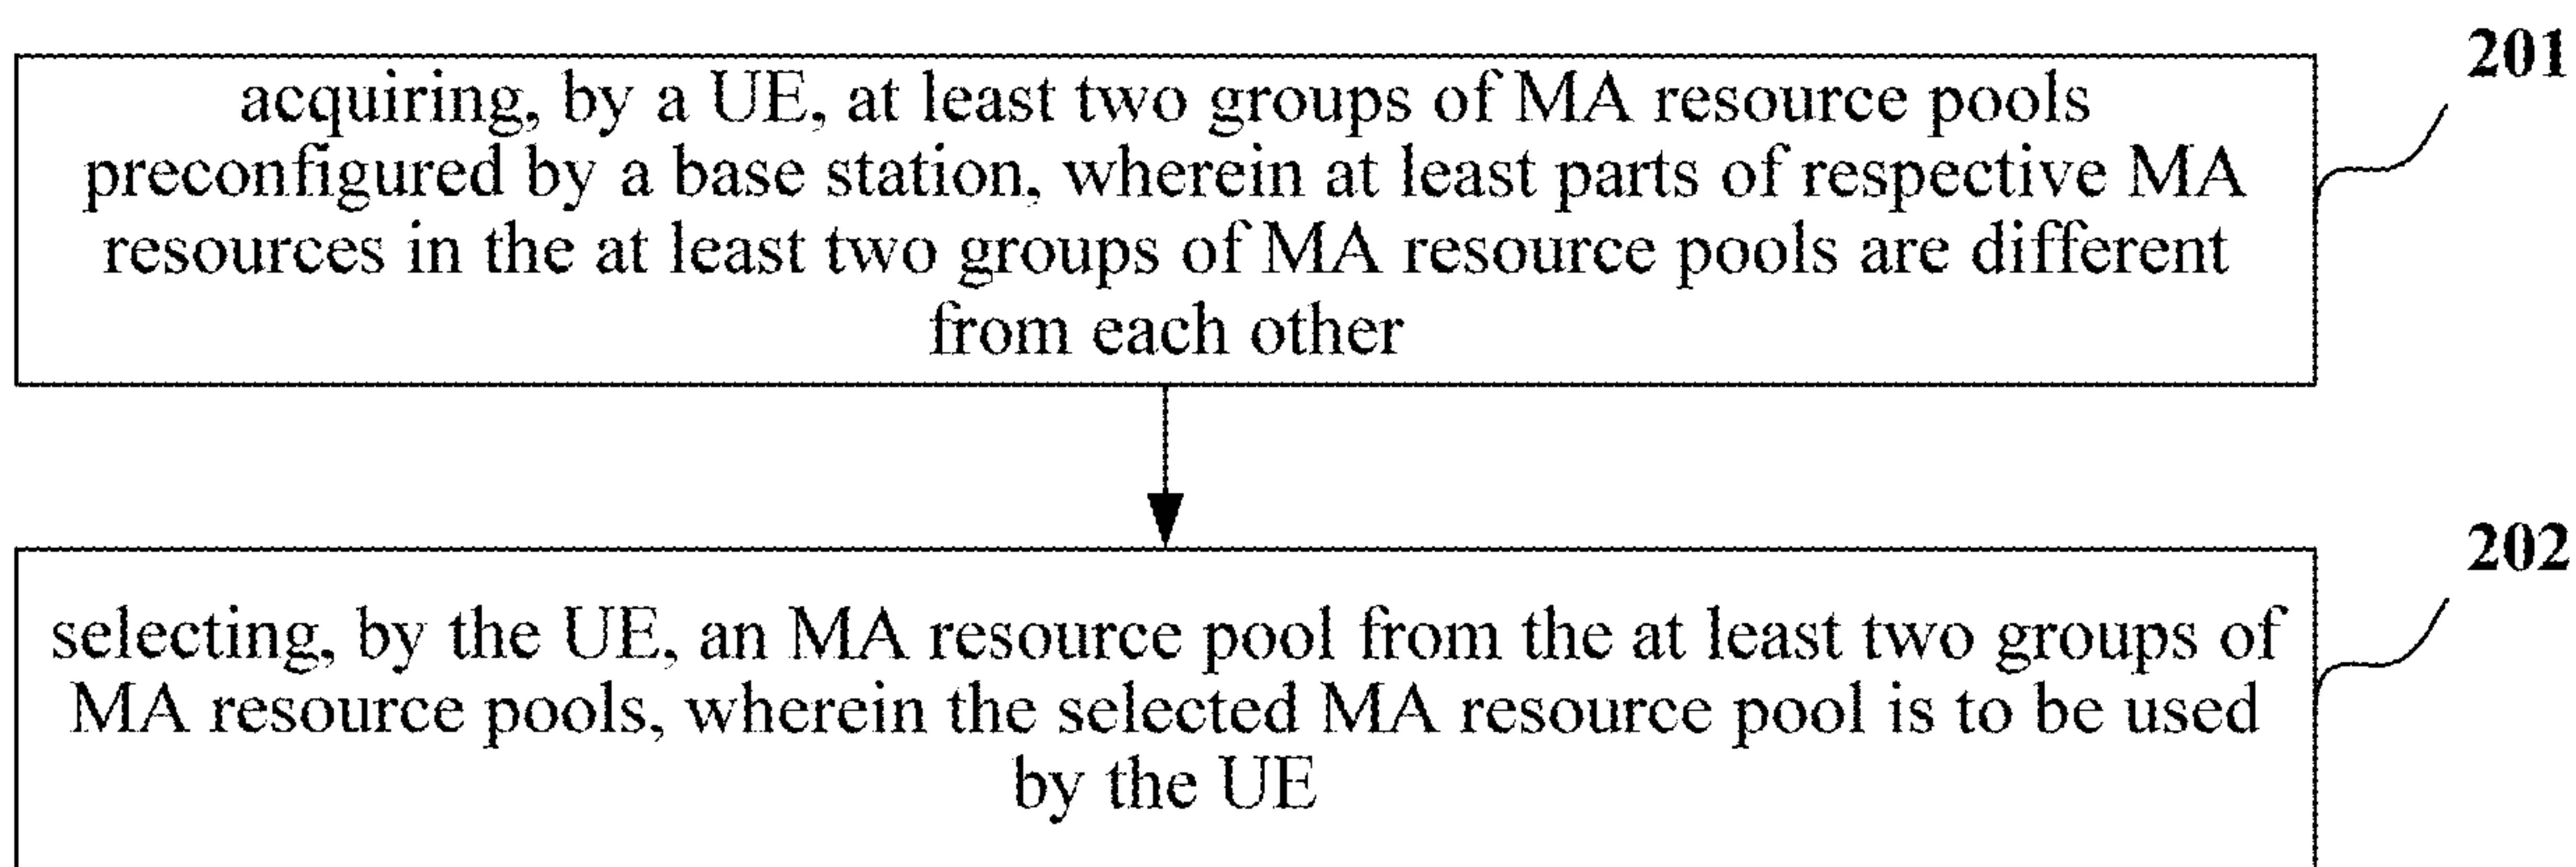 201
acquiring, by a UE, at least two groups of MA resource pools
preconfigured by a base station, wherein at least parts of respective MA
resources in the at least two groups of MA resource pools are different
from each other
202
selecting, by the UE, an MA resource pool from the at least two groups of
MA resource pools, wherein the selected MA resource pool is to be used
by the UE